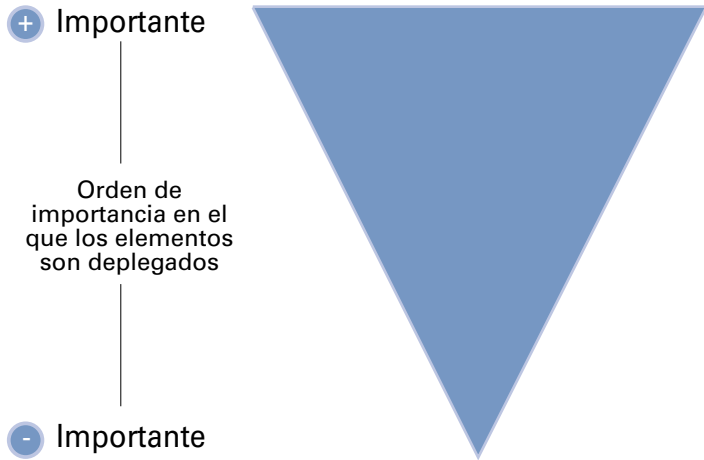 + Importante
Orden de
importancia en el
que los elementos
son deplegados
- Importante